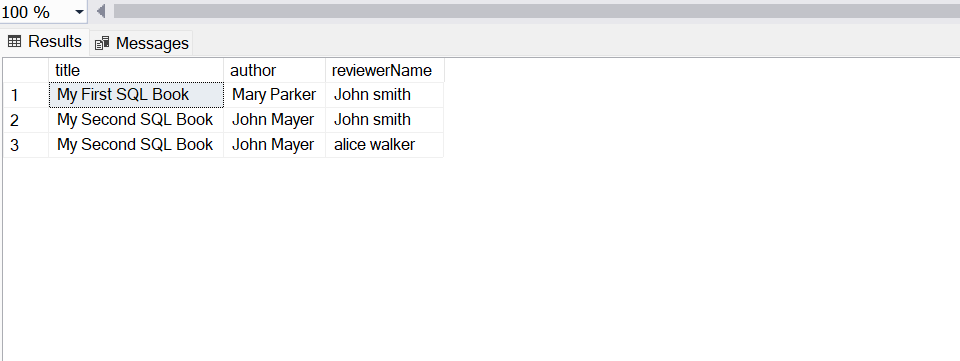 100 %
Results Messages
title author reviewerName
1 My First SQL Book Mary Parker John smith
2 My Second SQL Book John Mayer John smith
3 My Second SQL Book John Mayer alice walker